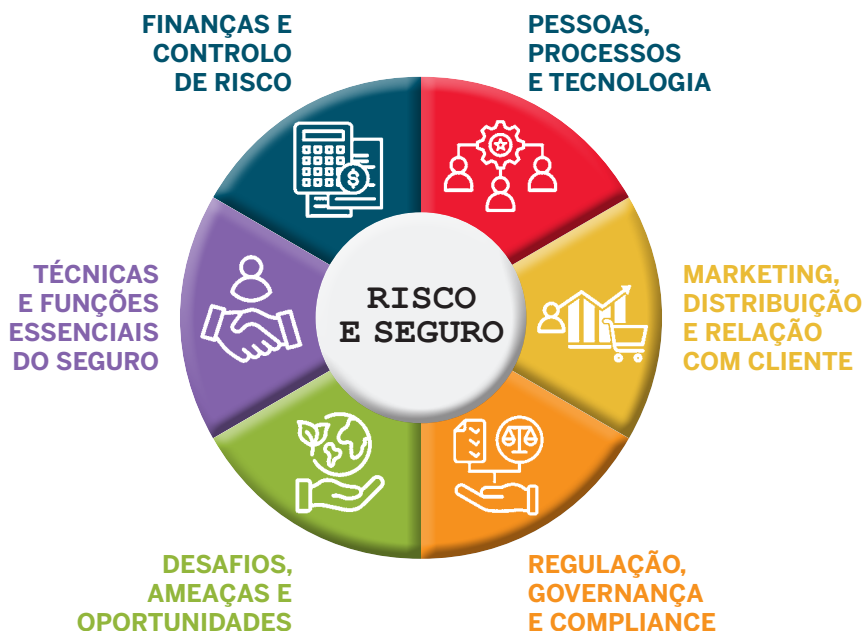 FINANÇAS E
CONTROLO
DE RISCO
PESSOAS,
PROCESSOS
E TECNOLOGIA
TÉCNICAS
E FUNÇÕES
ESSENCIAIS
DO SEGURO
RISCO
E SEGURO
MARKETING,
DISTRIBUIÇÃO
E RELAÇÃO
COM CLIENTE
DESAFIOS,
AMEAÇAS E
OPORTUNIDADES
REGULAÇÃO,
GOVERNANÇA
E COMPLIANCE